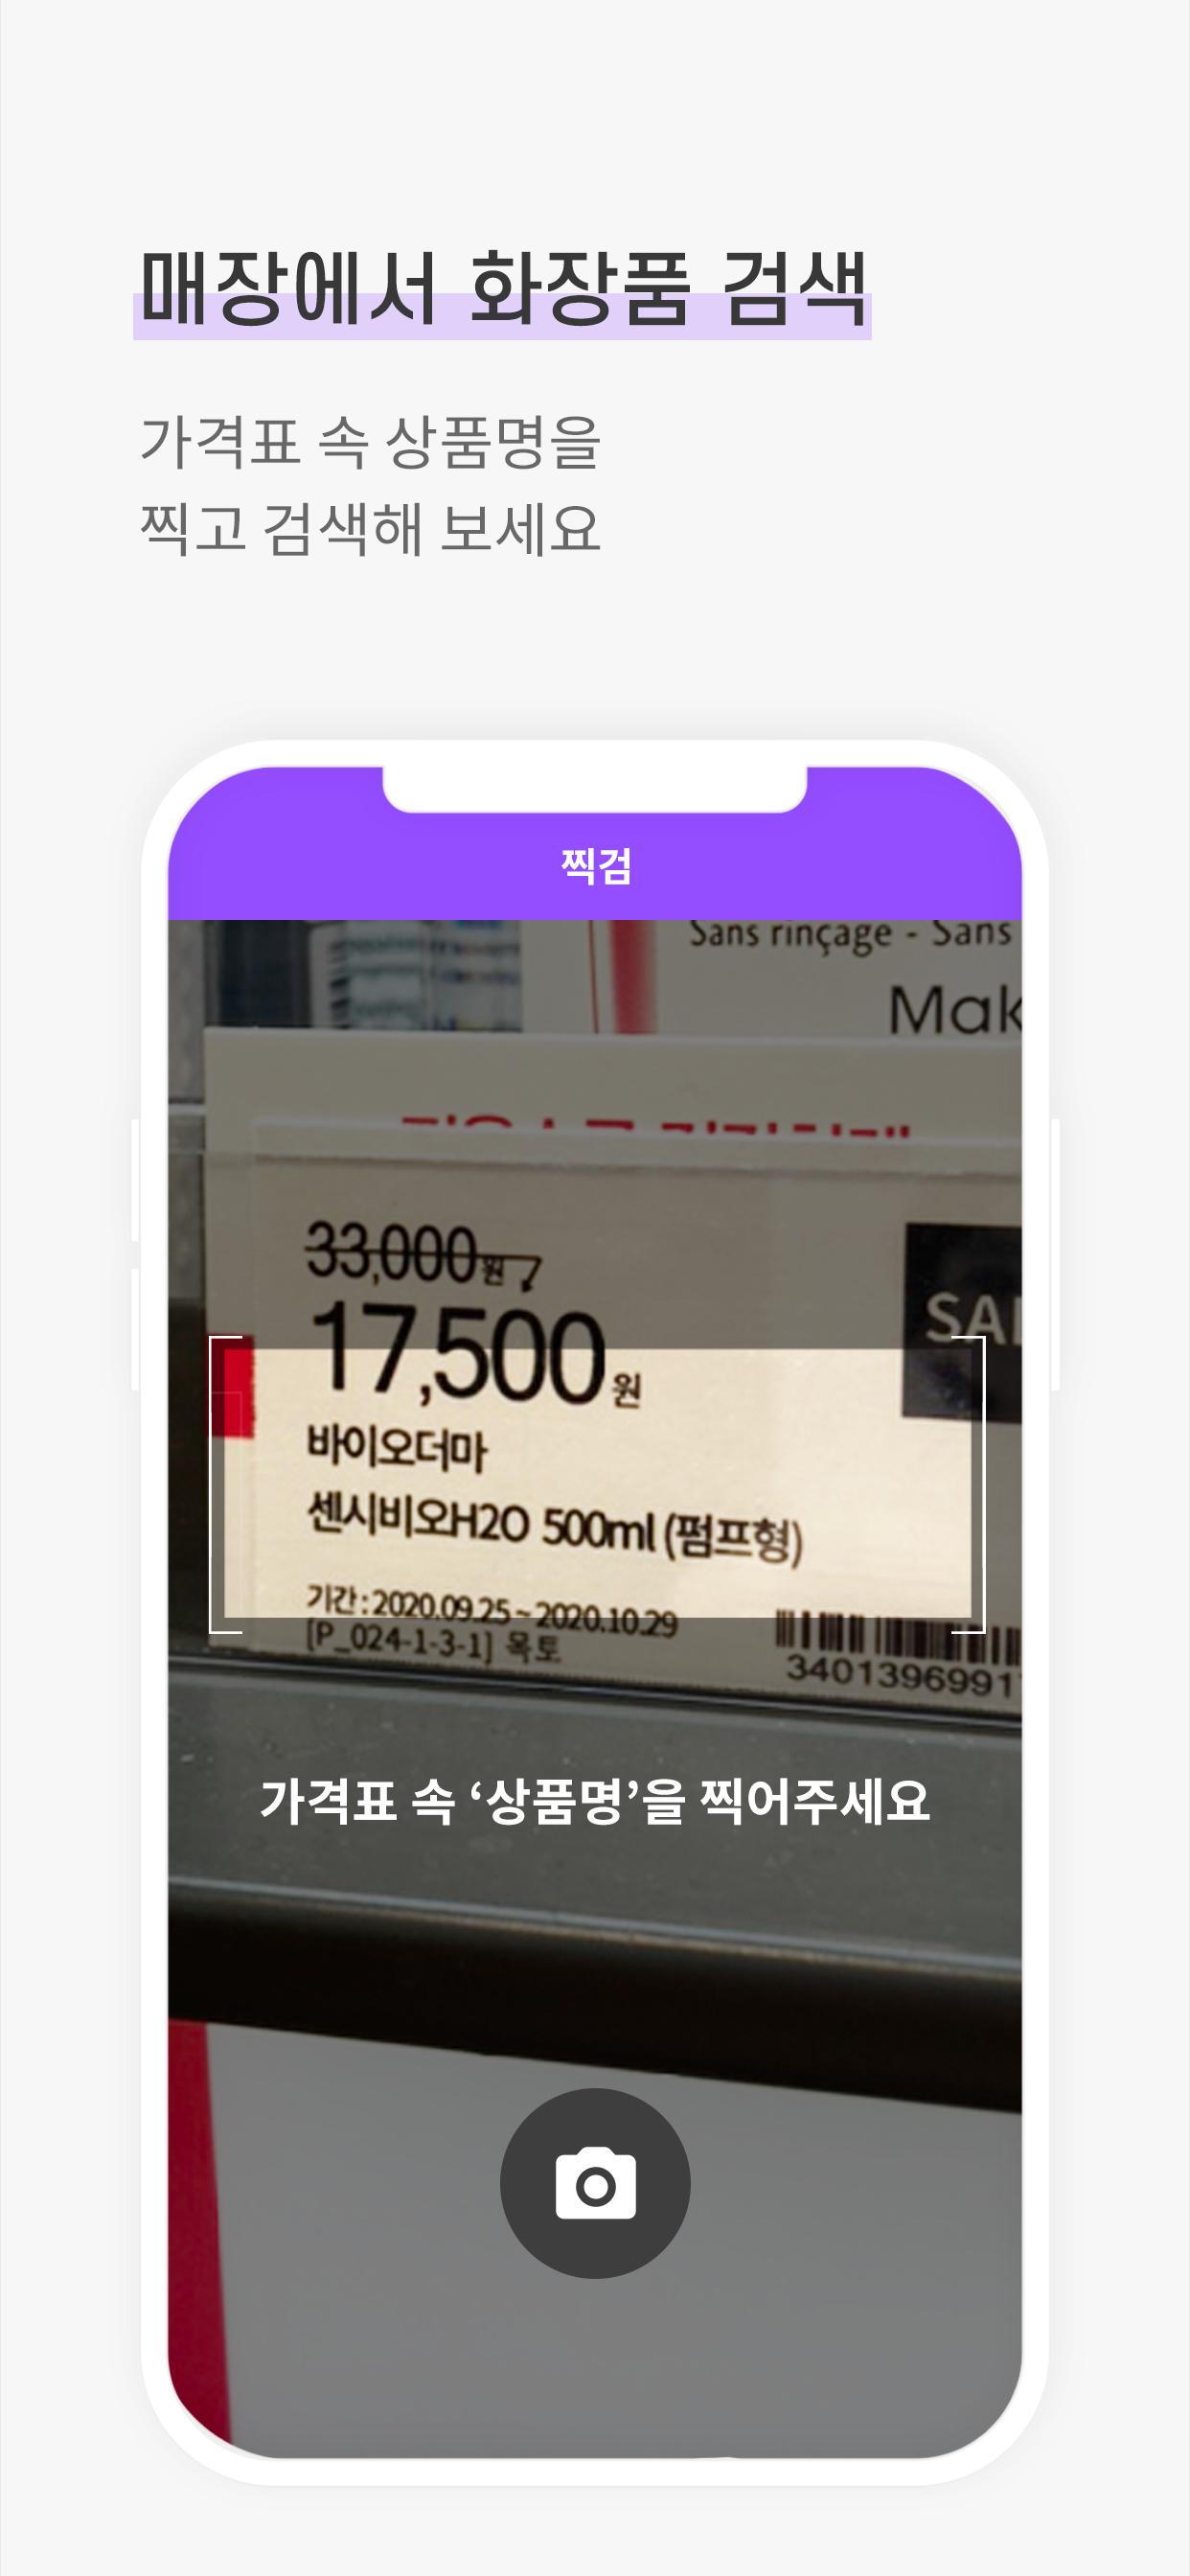 매장에서 화장품 검색
가격표 속 상품명을
찍고 검색해 보세요
찍검
Sans rinçage - Sans
Mak
33,000원
17,500원
바이오더마
센시비오H2O 500ml (펌프형)
기간 : 2020.09.25 ~ 2020.10.29
[P_024-1-3-1] 목토
3401396991
가격표 속 ‘상품명’을 찍어주세요